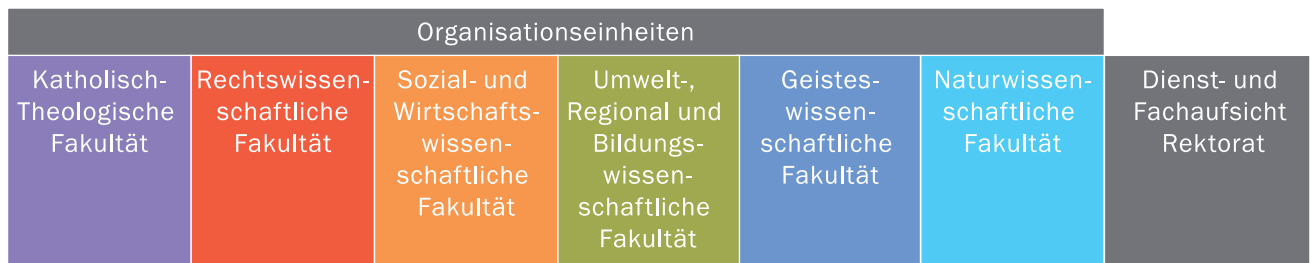 Organisationseinheiten
Katholisch-
Theologische
Fakultät
Rechtswissen-
schaftliche
Fakultät
Sozial- und
Wirtschafts-
wissen-
schaftliche
Fakultät
Umwelt-,
Regional und
Bildungs-
wissen-
schaftliche
Fakultät
Geistes-
wissen-
schaftliche
Fakultät
Naturwissen-
schaftliche
Fakultät
Dienst- und
Fachaufsicht
Rektorat